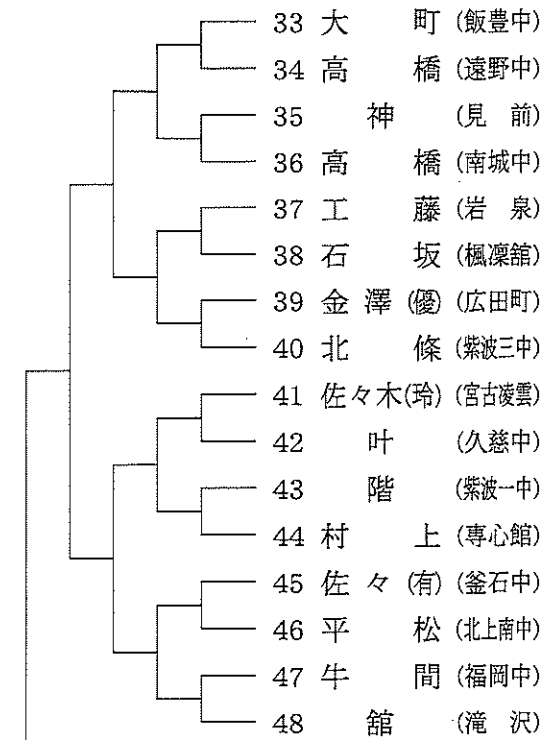 33 大町 (飯豊中)
34 高橋 (遠野中)
35 神 (見前)
36 高橋 (南城中)
37 工藤 (岩泉)
38 石坂 (楓凜舘)
39 金澤(優) (広田町)
40 北條 (紫波三中)
41 佐々木(玲) (宮古凌雲)
42 叶 (久慈中)
43 階 (紫波一中)
44 村上 (専心館)
45 佐々(有) (釜石中)
46 平松 (北上南中)
47 牛間 (福岡中)
48 舘 (滝沢)